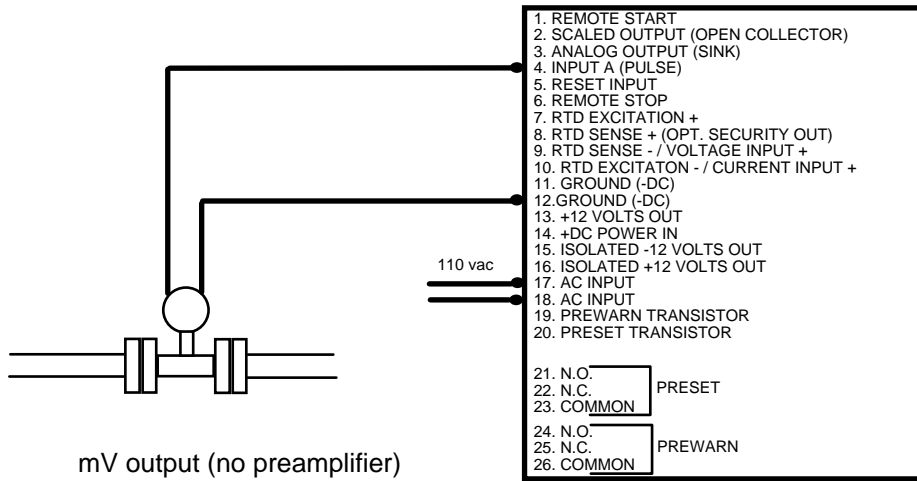 1. REMOTE START
2. SCALED OUTPUT (OPEN COLLECTOR)
3. ANALOG OUTPUT (SINK)
4. INPUT A (PULSE)
5. RESET INPUT
6. REMOTE STOP
7. RTD EXCITATION +
8. RTD SENSE + (OPT. SECURITY OUT)
9. RTD SENSE - / VOLTAGE INPUT +
10. RTD EXCITATON - / CURRENT INPUT +
11. GROUND (-DC)
12.GROUND (-DC)
13. +12 VOLTS OUT
14. +DC POWER IN
15. ISOLATED -12 VOLTS OUT
16. ISOLATED +12 VOLTS OUT
110 vac
17. AC INPUT
18. AC INPUT
19. PREWARN TRANSISTOR
20. PRESET TRANSISTOR
21. N.O.
22. N.C.
23. COMMON
PRESET
24. N.O.
25. N.C.
26. COMMON
PREWARN
mV output (no preamplifier)